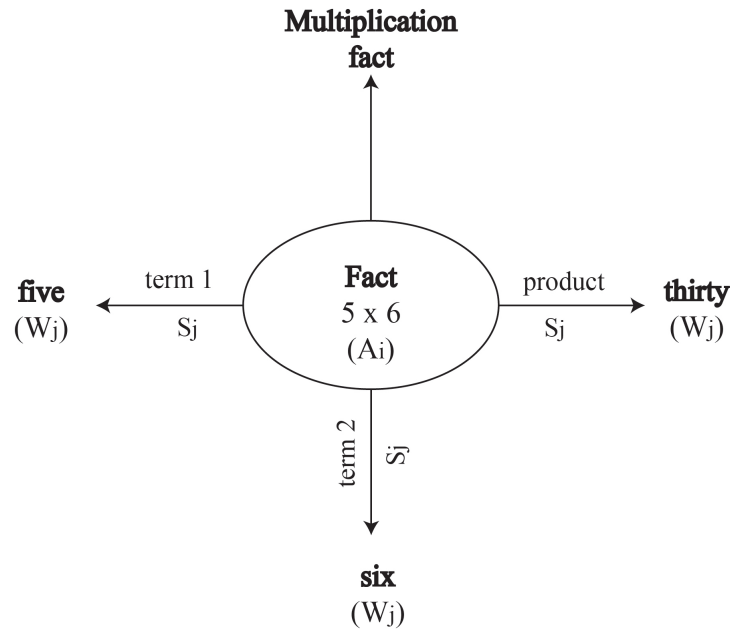 Multiplication
fact
five
(Wj)
term 1
Sj
Fact
5 x 6
(Ai)
product
Sj
thirty
(Wj)
term 2
Sj
six
(Wj)